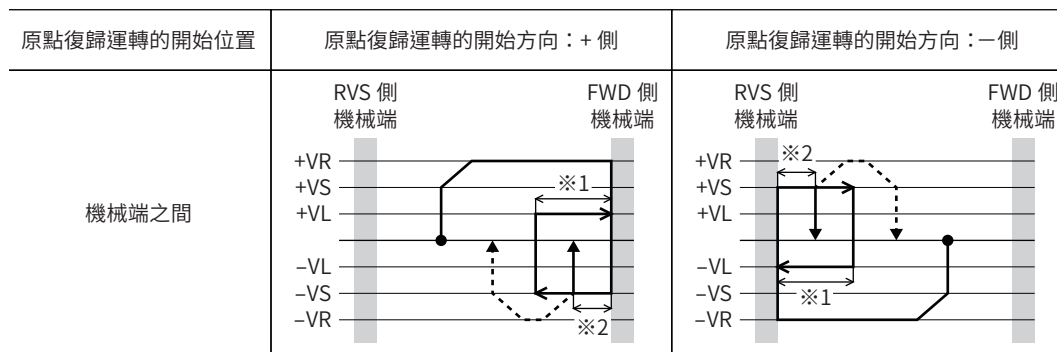 原點復歸運轉的開始位置
原點復歸運轉的開始方向：+ 側
原點復歸運轉的開始方向：－側
機械端之間
RVS 側
機械端
FWD 側
機械端
+VR
+VS
+VL
–VL
–VS
–VR
※1
※2
RVS 側
機械端
FWD 側
機械端
+VR
+VS
+VL
–VL
–VS
–VR
※2
※1